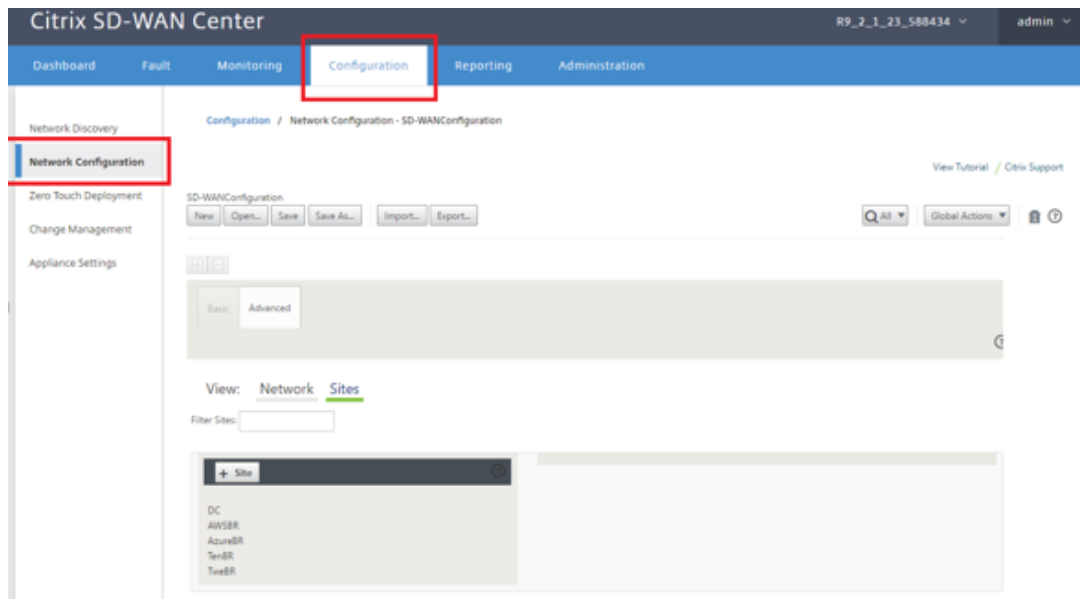 Citrix SD-WAN Center R9_2_1_23_588434 admin
Dashboard Fault Monitoring Configuration Reporting Administration
Network Discovery
Network Configuration
Zero Touch Deployment
Change Management
Appliance Settings
Configuration / Network Configuration - SD-WANConfiguration
View Tutorial / Citrix Support
SD-WANConfiguration
New Open... Save Save As... Import... Export... All Global Actions
Basic Advanced
View: Network Sites
Filter Sites:
+ Site
DC
AWSBR
AzureBR
TenBR
TweBR